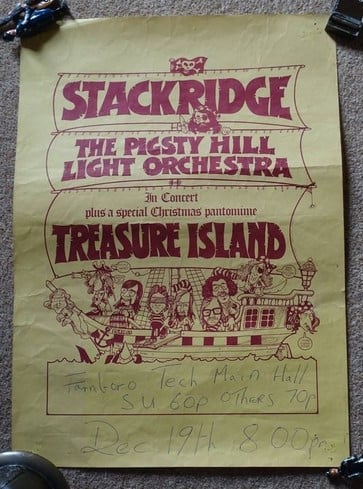 STACKRIDGE
THE PIGSTY HILL
LIGHT ORCHESTRA
In Concert
plus a special Christmas pantomime
TREASURE ISLAND
Farnboro Tech Main Hall
SU 60p OTHERS 70p
Dec 19th 8 00pm